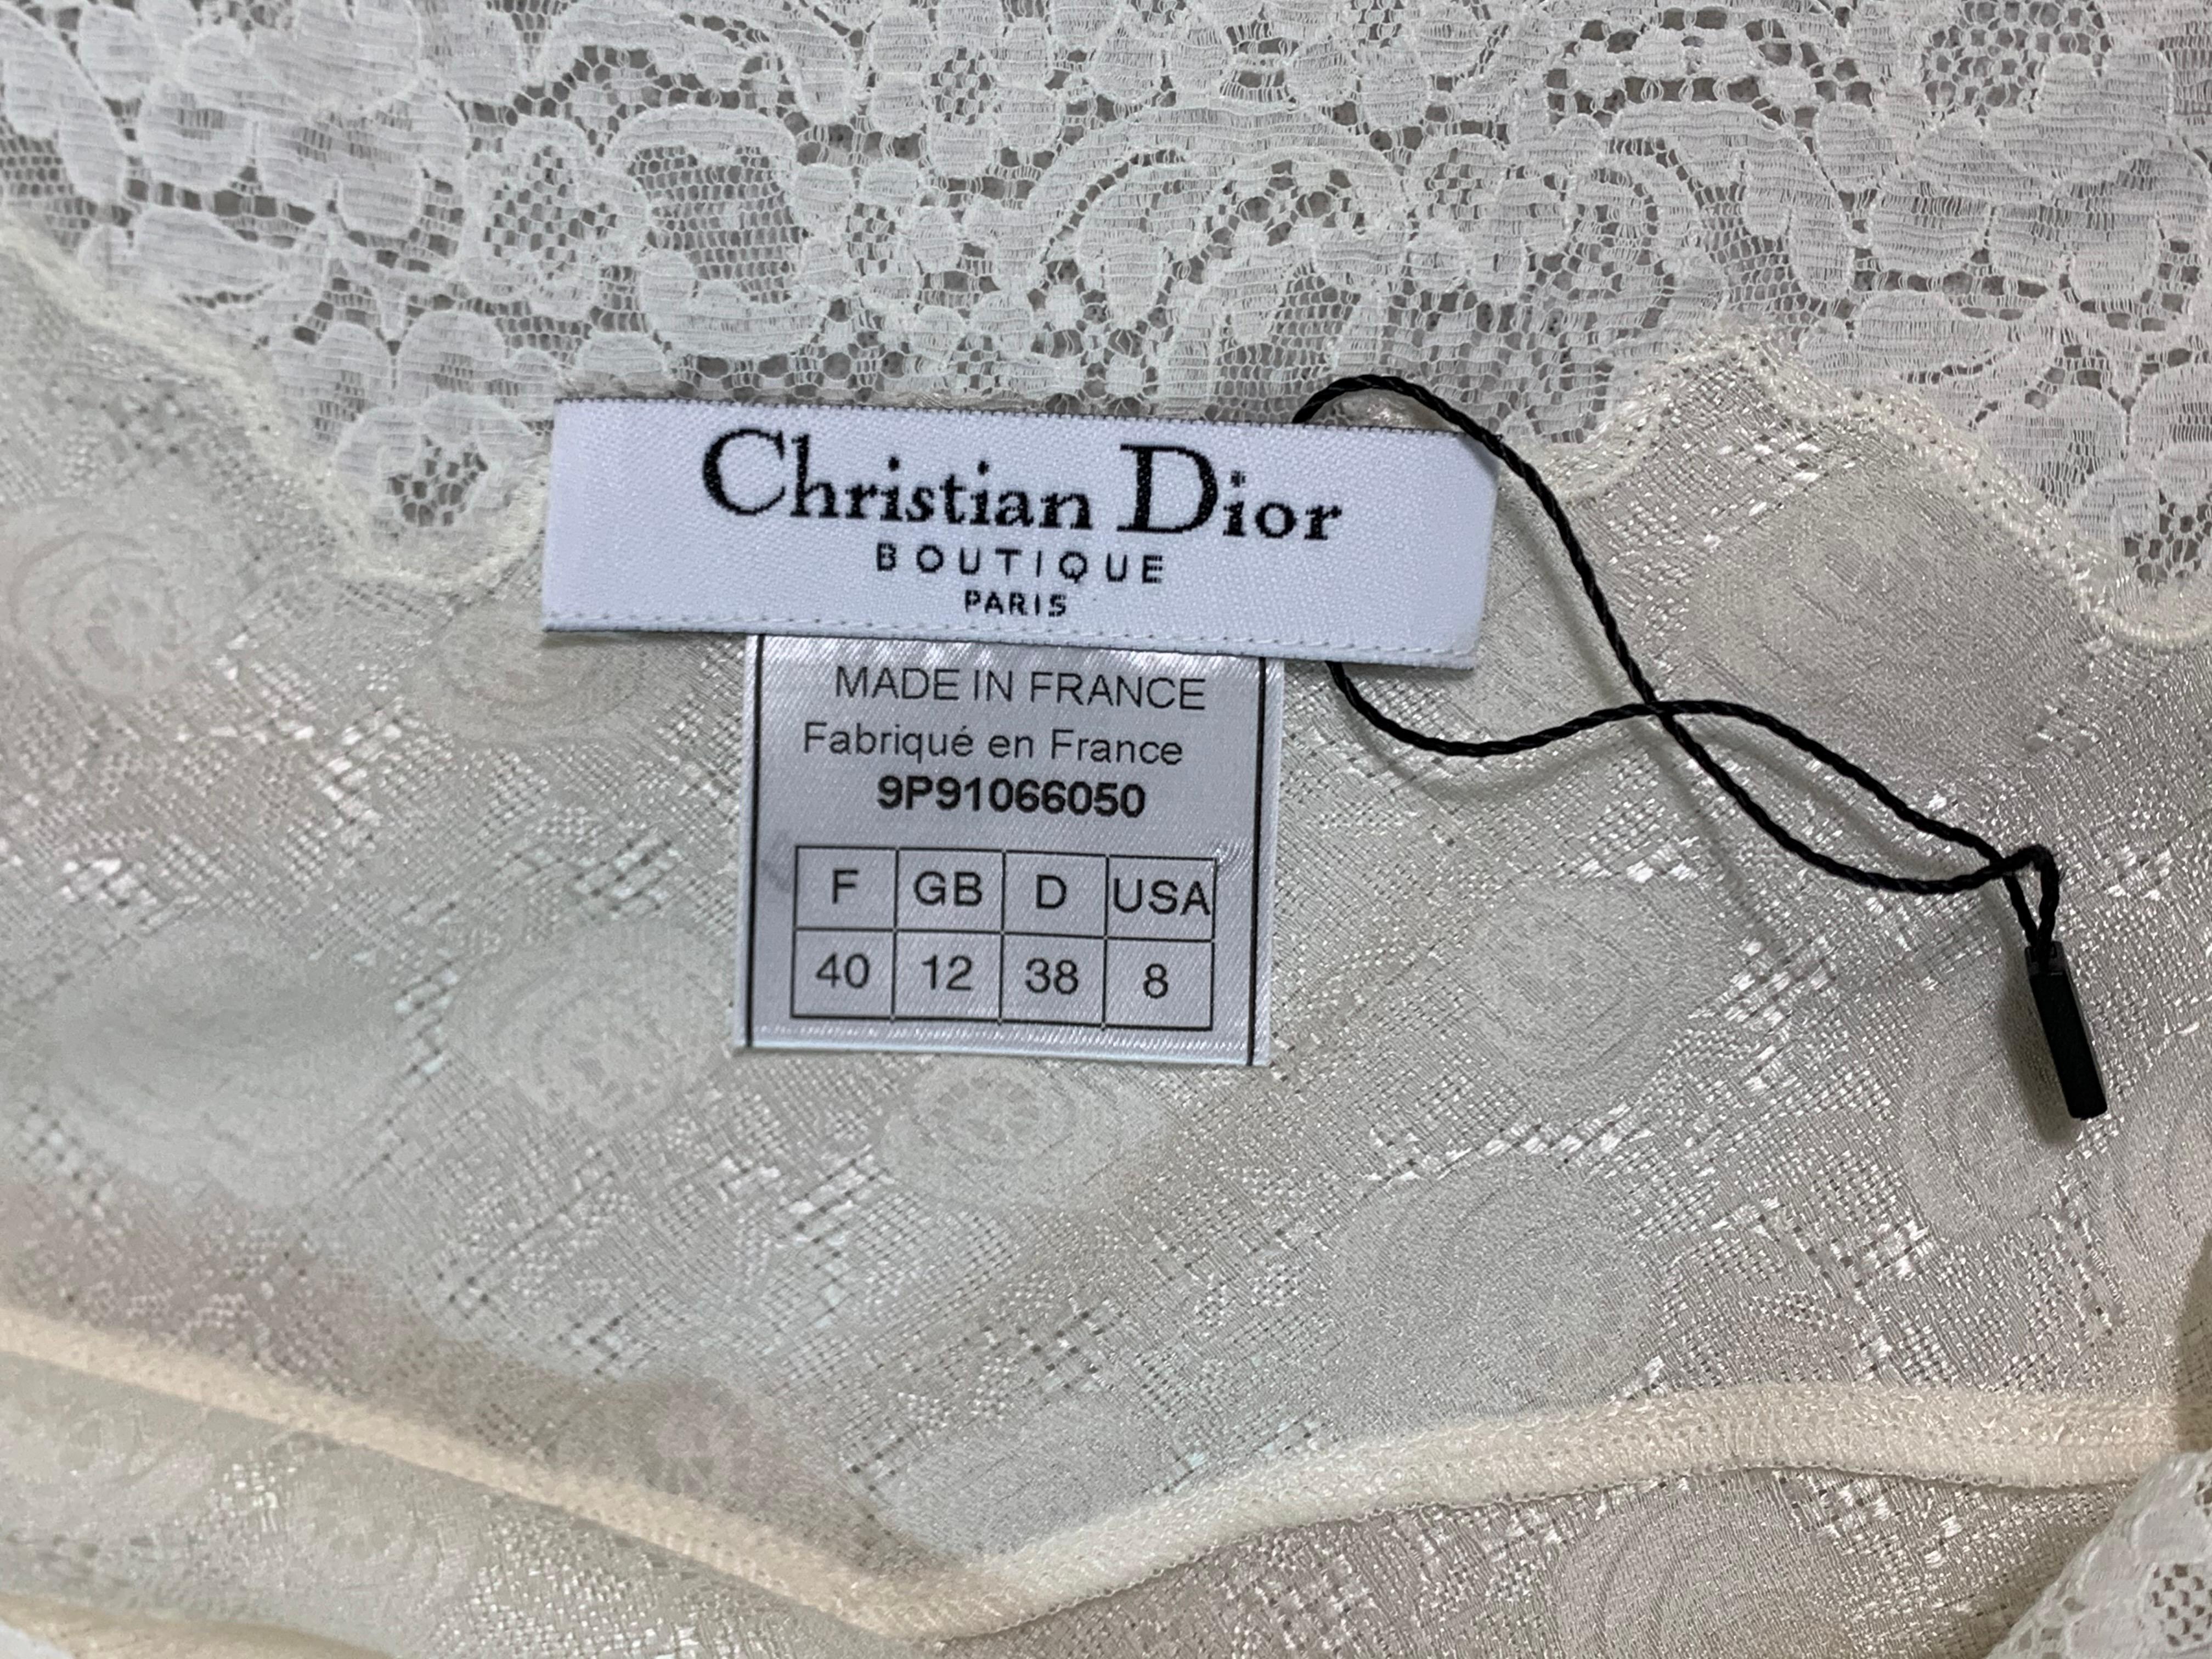 Christian Dior
BOUTIQUE
PARIS
MADE IN FRANCE
Fabriqué en France
9P91066050
F GB D USA
40 12 38 8